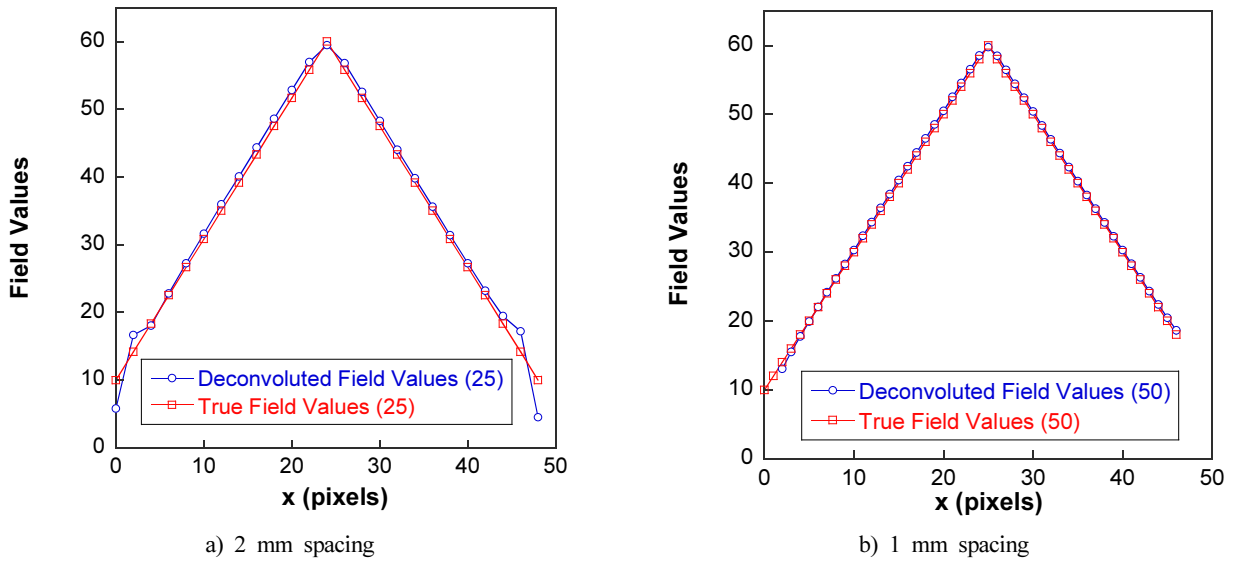 60
50
40
30
20
10
0
Field Values
Deconvoluted Field Values (25)
True Field Values (25)
0 10 20 30 40 50
x (pixels)
a) 2 mm spacing
60
50
40
30
20
10
0
Field Values
Deconvoluted Field Values (50)
True Field Values (50)
0 10 20 30 40 50
x (pixels)
b) 1 mm spacing